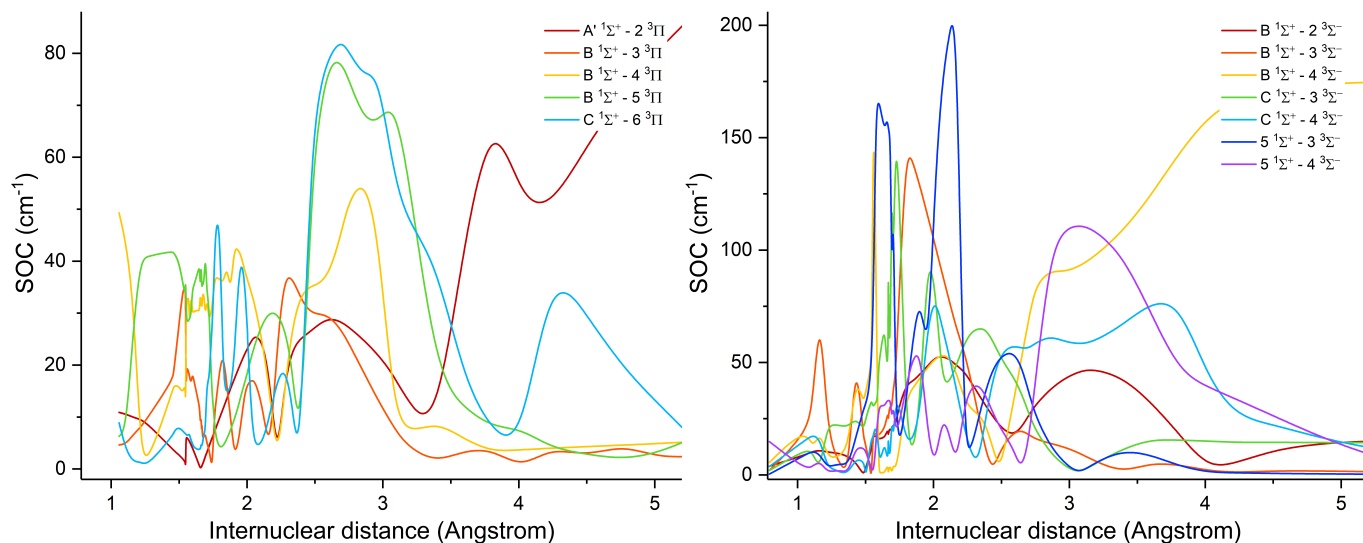 A' ¹Σ⁺ - 2 ³Π
B ¹Σ⁺ - 3 ³Π
B ¹Σ⁺ - 4 ³Π
B ¹Σ⁺ - 5 ³Π
C ¹Σ⁺ - 6 ³Π
80
60
40
20
0
SOC (cm⁻¹)
1 2 3 4 5
Internuclear distance (Angstrom)
B ¹Σ⁺ - 2 ³Σ⁻
B ¹Σ⁺ - 3 ³Σ⁻
B ¹Σ⁺ - 4 ³Σ⁻
C ¹Σ⁺ - 3 ³Σ⁻
C ¹Σ⁺ - 4 ³Σ⁻
5 ¹Σ⁺ - 3 ³Σ⁻
5 ¹Σ⁺ - 4 ³Σ⁻
200
150
100
50
0
SOC (cm⁻¹)
1 2 3 4 5
Internuclear distance (Angstrom)